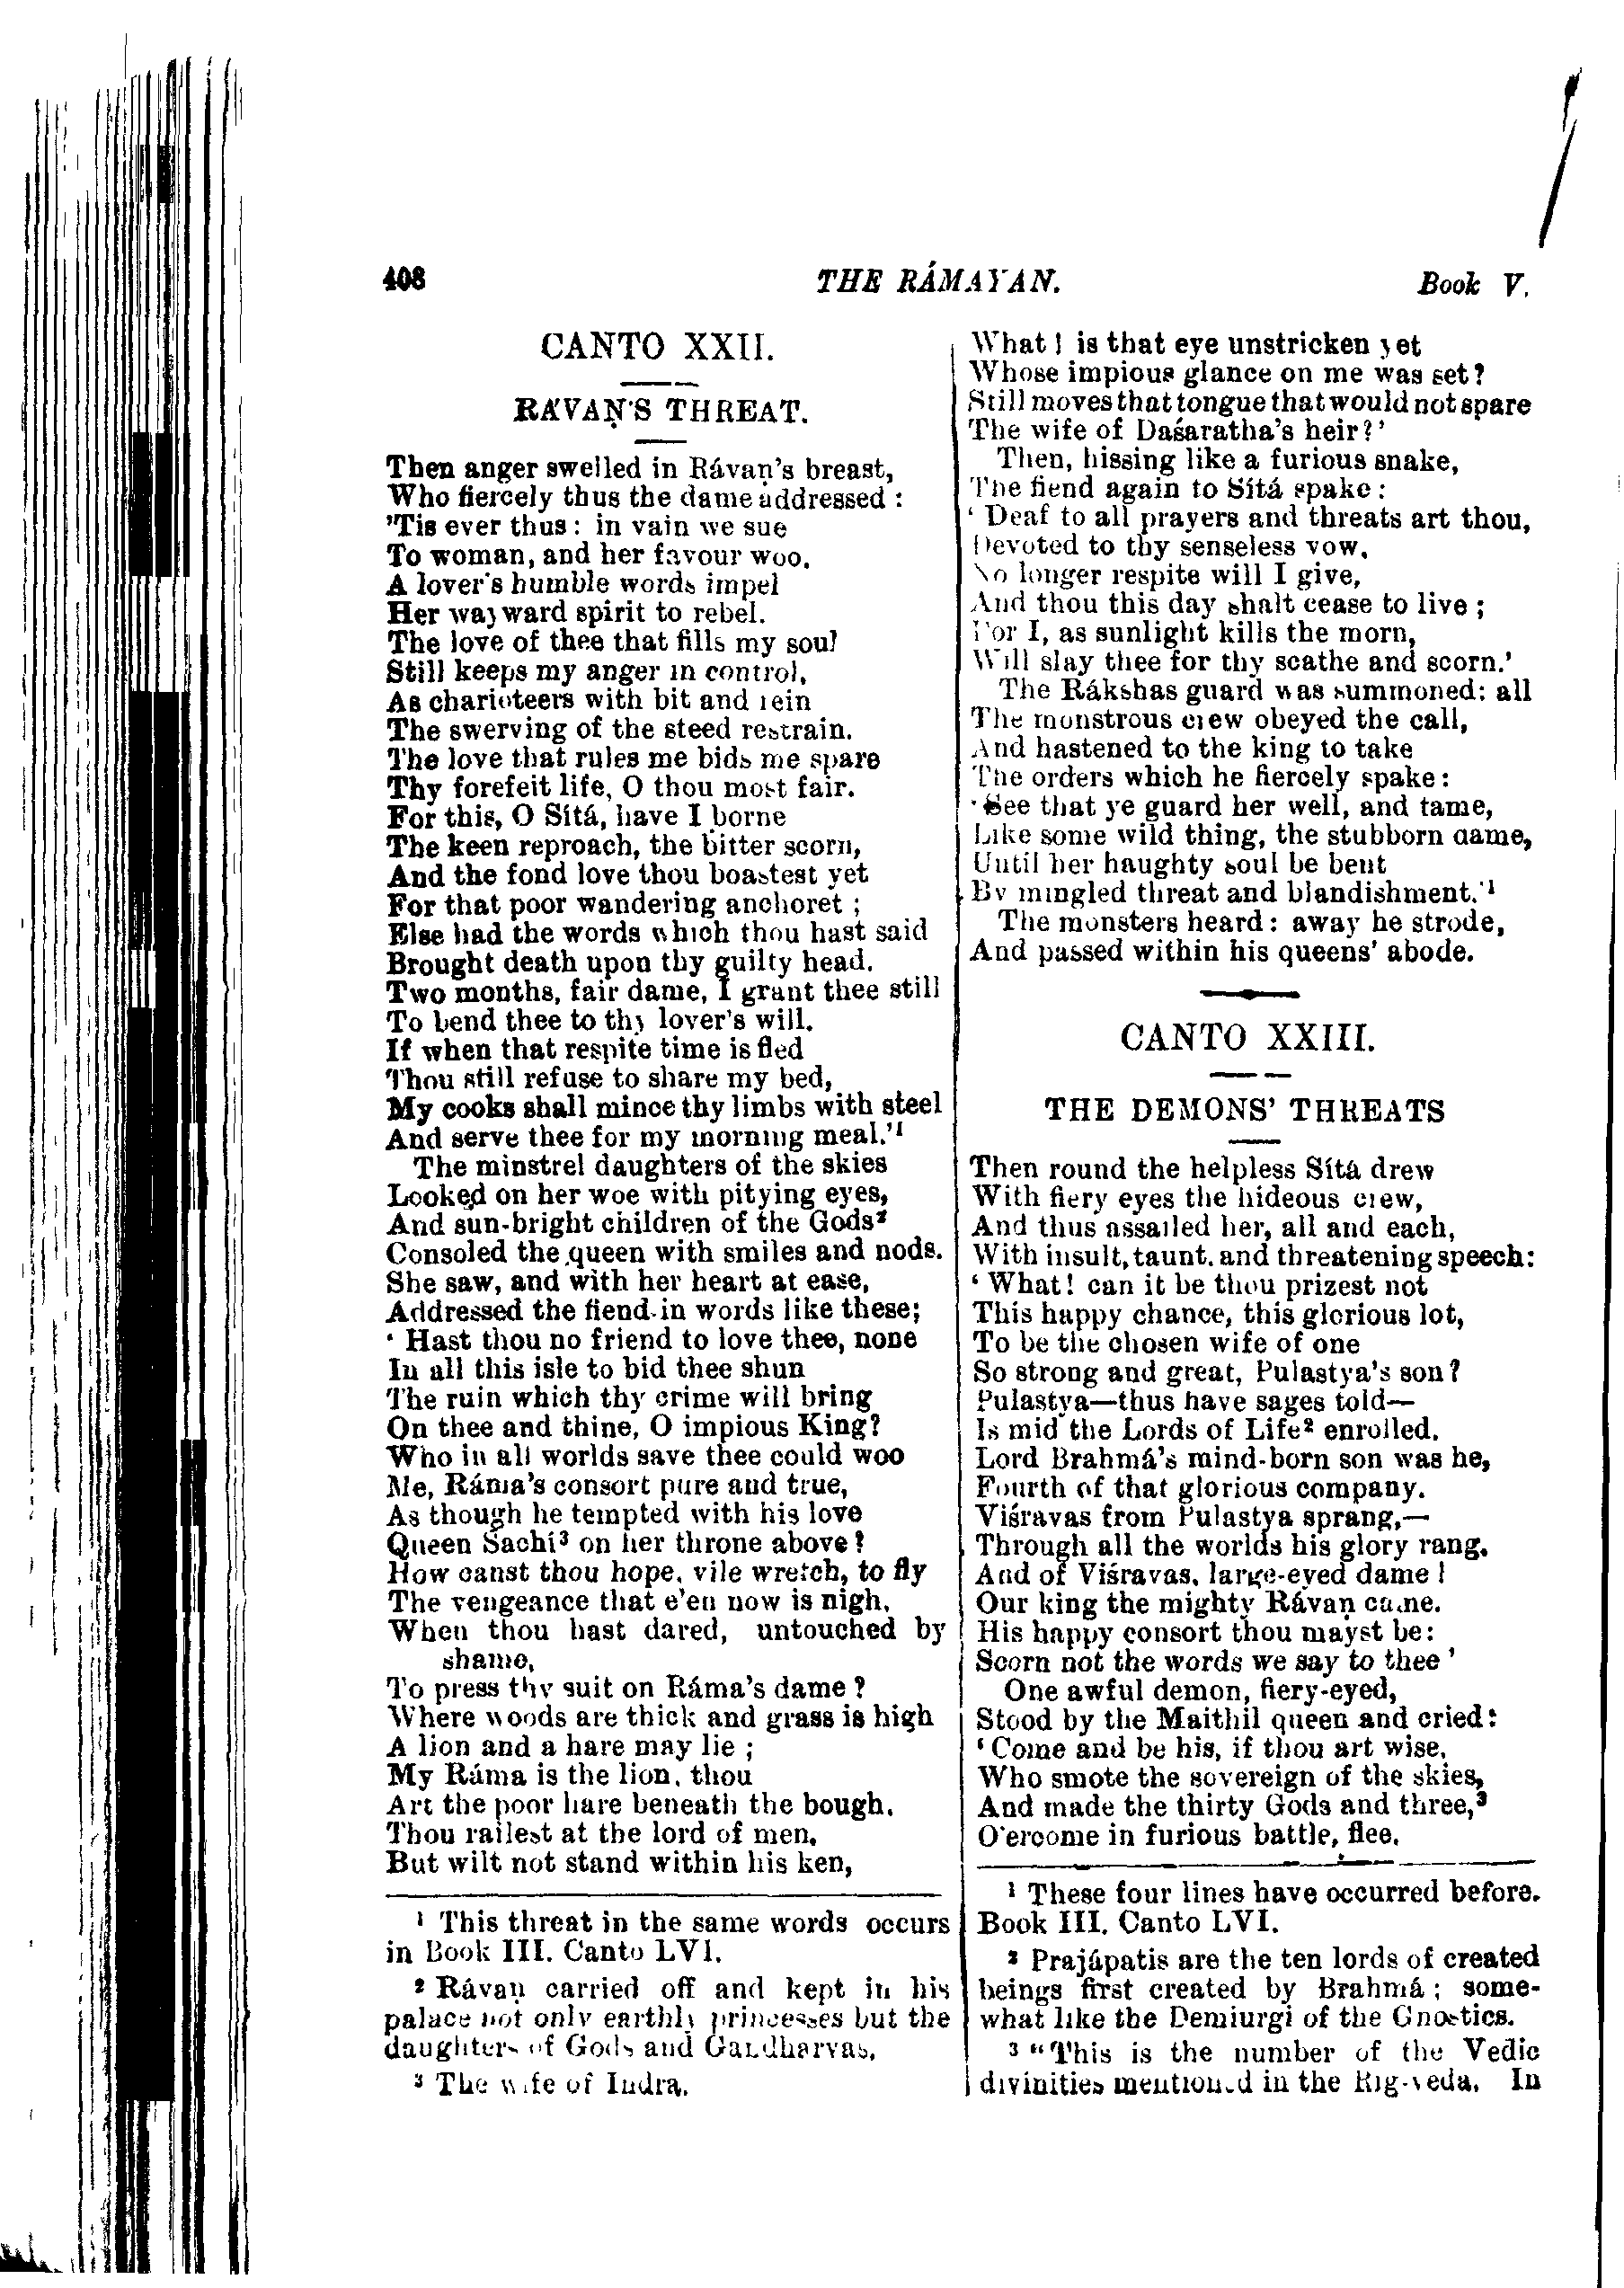 408 THE RÁMAYAN. Book V.
CANTO XXII.
RÁVAṆ'S THREAT.
Then anger swelled in Rávaṇ's breast,
Who fiercely thus the dame addressed :
'Tis ever thus: in vain we sue
To woman, and her favour woo.
A lover's humble words impel
Her wayward spirit to rebel.
The love of thee that fills my soul
Still keeps my anger in control,
As charioteers with bit and rein
The swerving of the steed restrain.
The love that rules me bids me spare
Thy forefeit life, O thou most fair.
For this, O Sítá, have I borne
The keen reproach, the bitter scorn,
And the fond love thou boastest yet
For that poor wandering anchoret ;
Else had the words which thou hast said
Brought death upon thy guilty head.
Two months, fair dame, I grant thee still
To bend thee to thy lover's will.
If when that respite time is fled
Thou still refuse to share my bed,
My cooks shall mince thy limbs with steel
And serve thee for my morning meal.'¹
The minstrel daughters of the skies
Looked on her woe with pitying eyes,
And sun-bright children of the Gods²
Consoled the queen with smiles and nods.
She saw, and with her heart at ease,
Addressed the fiend in words like these;
' Hast thou no friend to love thee, none
In all this isle to bid thee shun
The ruin which thy crime will bring
On thee and thine, O impious King?
Who in all worlds save thee could woo
Me, Ráma's consort pure and true,
As though he tempted with his love
Queen Śachí³ on her throne above?
How canst thou hope, vile wretch, to fly
The vengeance that e'en now is nigh,
When thou hast dared, untouched by
shame,
To press thy suit on Ráma's dame ?
Where woods are thick and grass is high
A lion and a hare may lie ;
My Ráma is the lion, thou
Art the poor hare beneath the bough.
Thou railest at the lord of men,
But wilt not stand within his ken,
¹ This threat in the same words occurs
in Book III. Canto LVI.
² Rávaṇ carried off and kept in his
palace not only earthly princesses but the
daughters of Gods and Gandharvas.
³ The wife of Indra.
What ! is that eye unstricken yet
Whose impious glance on me was set?
Still moves that tongue that would not spare
The wife of Daśaratha's heir?'
Then, hissing like a furious snake,
The fiend again to Sítá spake :
' Deaf to all prayers and threats art thou,
Devoted to thy senseless vow.
No longer respite will I give,
And thou this day shalt cease to live ;
For I, as sunlight kills the morn,
Will slay thee for thy scathe and scorn.'
The Rákshas guard was summoned: all
The monstrous crew obeyed the call,
And hastened to the king to take
The orders which he fiercely spake:
'See that ye guard her well, and tame,
Like some wild thing, the stubborn dame,
Until her haughty soul be bent
By mingled threat and blandishment.'¹
The monsters heard: away he strode,
And passed within his queens' abode.
CANTO XXIII.
THE DEMONS' THREATS
Then round the helpless Sítá drew
With fiery eyes the hideous crew,
And thus assailed her, all and each,
With insult, taunt, and threatening speech:
' What! can it be thou prizest not
This happy chance, this glorious lot,
To be the chosen wife of one
So strong and great, Pulastya's son?
Pulastya—thus have sages told—
Is mid the Lords of Life² enrolled.
Lord Brahmá's mind-born son was he,
Fourth of that glorious company.
Viśravas from Pulastya sprang,—
Through all the worlds his glory rang.
And of Viśravas, large-eyed dame !
Our king the mighty Rávaṇ came.
His happy consort thou mayst be:
Scorn not the words we say to thee '
One awful demon, fiery-eyed,
Stood by the Maithil queen and cried:
'Come and be his, if thou art wise,
Who smote the sovereign of the skies,
And made the thirty Gods and three,³
O'ercome in furious battle, flee.
¹ These four lines have occurred before.
Book III. Canto LVI.
² Prajápatis are the ten lords of created
beings first created by Brahmá ; some-
what like the Demiurgi of the Gnostics.
³ "This is the number of the Vedic
divinities mentioned in the Rig-veda. In